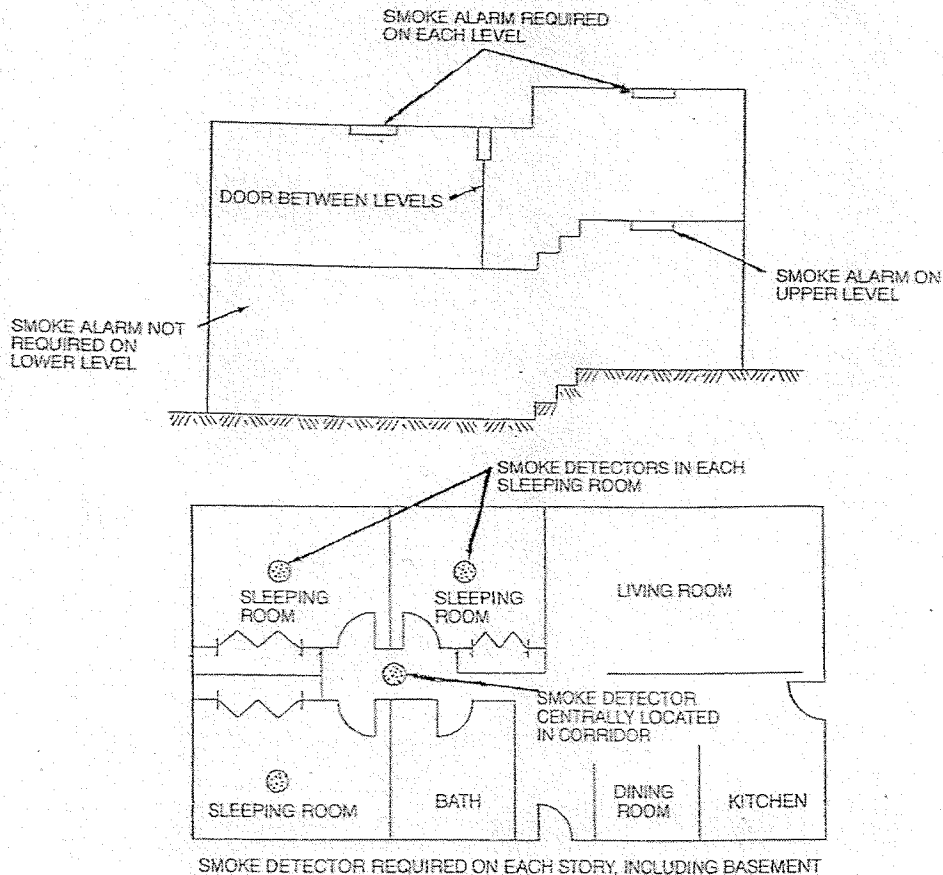 SMOKE ALARM REQUIRED
ON EACH LEVEL
DOOR BETWEEN LEVELS
SMOKE ALARM ON
UPPER LEVEL
SMOKE ALARM NOT
REQUIRED ON
LOWER LEVEL
SMOKE DETECTORS IN EACH
SLEEPING ROOM
SLEEPING
ROOM
SLEEPING
ROOM
LIVING ROOM
SMOKE DETECTOR
CENTRALLY LOCATED
IN CORRIDOR
SLEEPING ROOM
BATH
DINING
ROOM
KITCHEN
SMOKE DETECTOR REQUIRED ON EACH STORY, INCLUDING BASEMENT